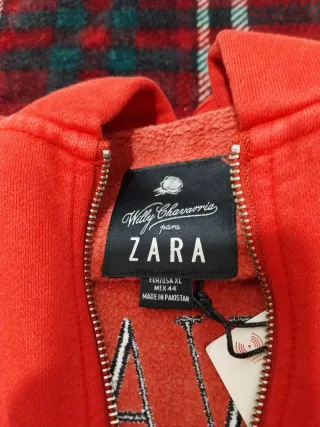 Willy Chavarria
para
ZARA
EUR/USA XL
MEX 44
MADE IN PAKISTAN